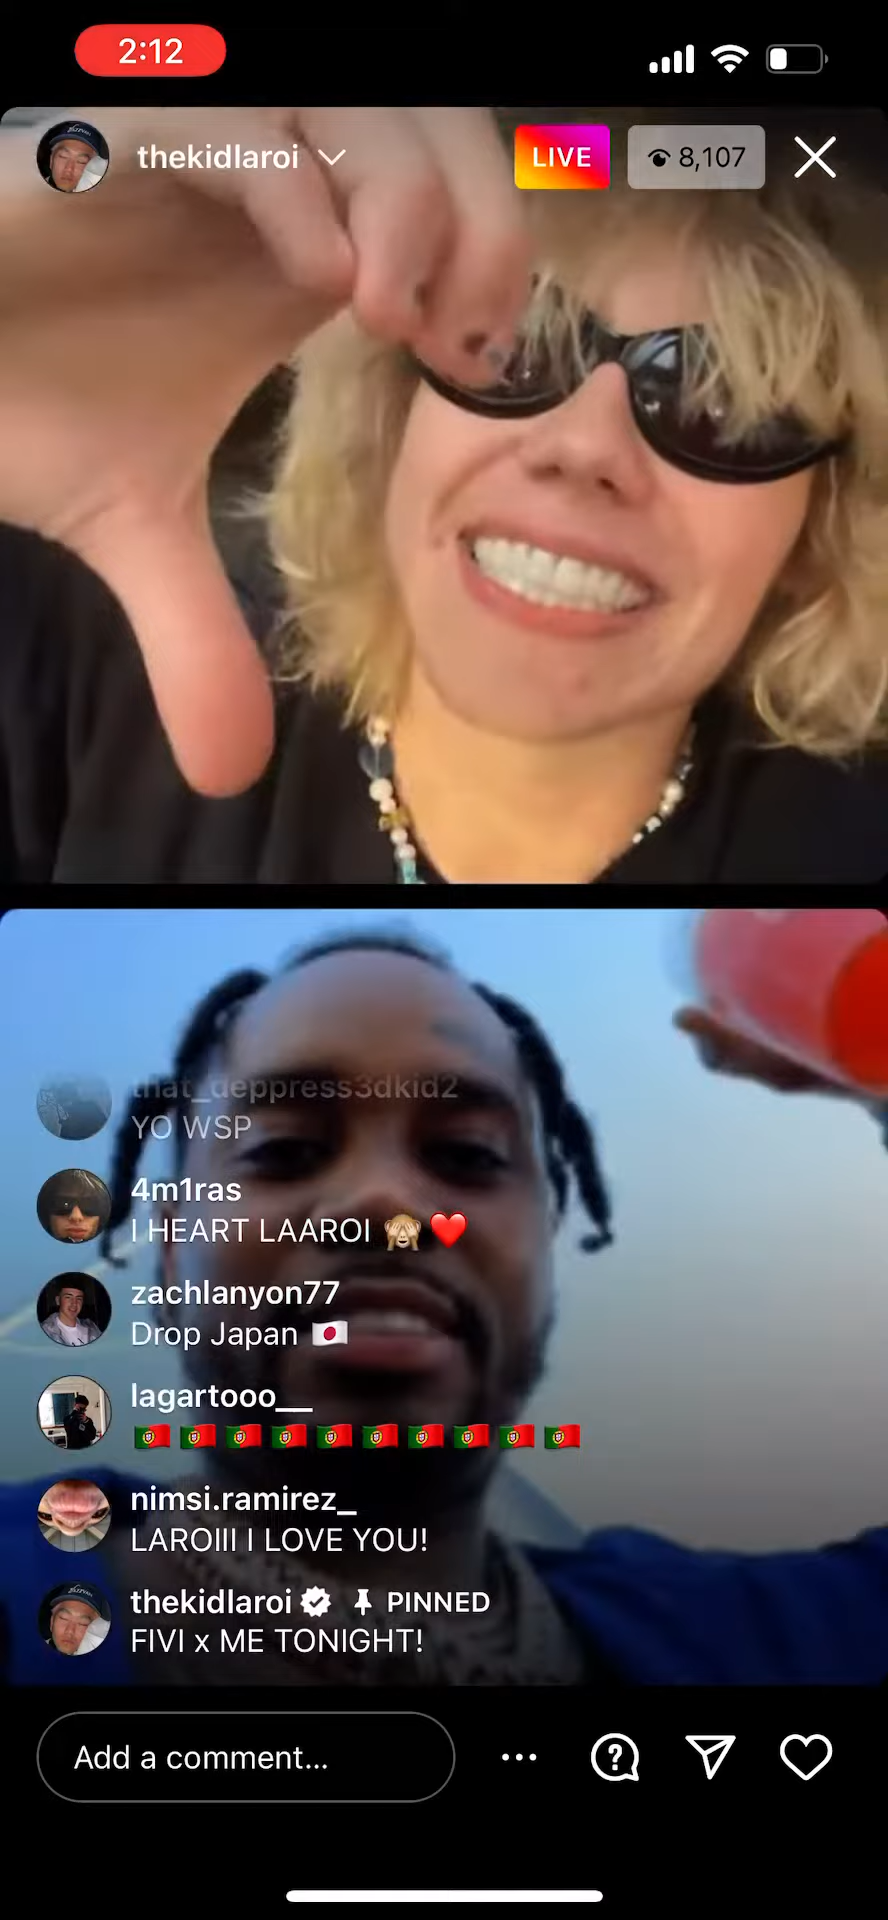 2:12
thekidlaroi
LIVE
8,107
that_deppress3dkid2
YO WSP
4m1ras
I HEART LAAROI 🙈❤️
zachlanyon77
Drop Japan 🇯🇵
lagartooo__
🇵🇹🇵🇹🇵🇹🇵🇹🇵🇹🇵🇹🇵🇹🇵🇹🇵🇹🇵🇹
nimsi.ramirez_
LAROIII I LOVE YOU!
thekidlaroi PINNED
FIVI x ME TONIGHT!
Add a comment...